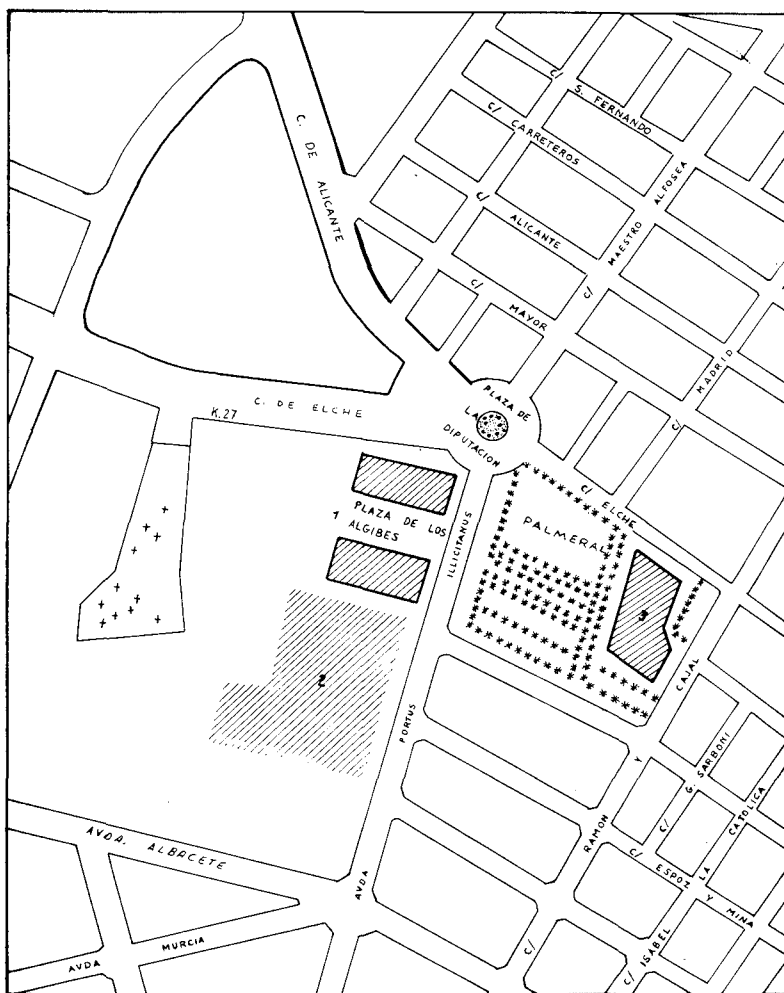 C/ S. FERNANDO
C/ CARRETEROS
C. DE ALICANTE
C/ ALICANTE
C/ MAESTRO ALFOSEA
C/ MAYOR
C/ MADRID
PLAZA DE
LA
DIPUTACION
C. DE ELCHE
K.27
C/ ELCHE
PALMERAL
1 PLAZA DE LOS
ALGIBES
3
2
AVDA PORTUS ILLICITANUS
C/ RAMON Y CAJAL
C/ G. SARBONI
C/ ISABEL LA CATOLICA
C/ ESPOZ Y MINA
AVDA. ALBACETE
AVDA MURCIA